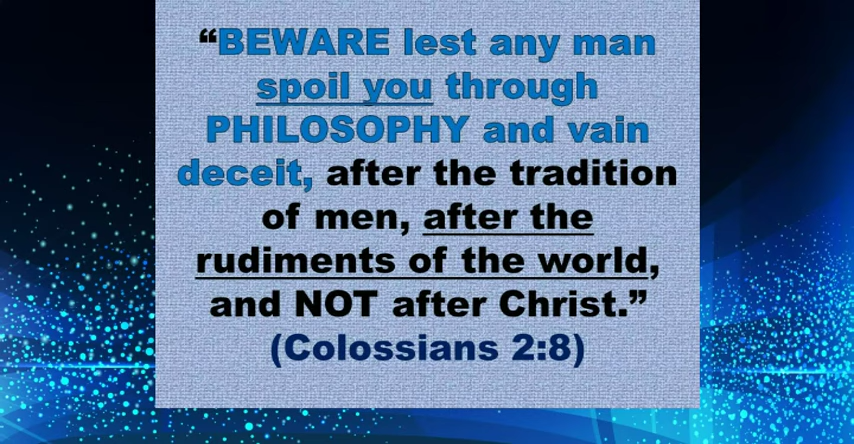 “BEWARE lest any man
spoil you through
PHILOSOPHY and vain
deceit, after the tradition
of men, after the
rudiments of the world,
and NOT after Christ.”
(Colossians 2:8)